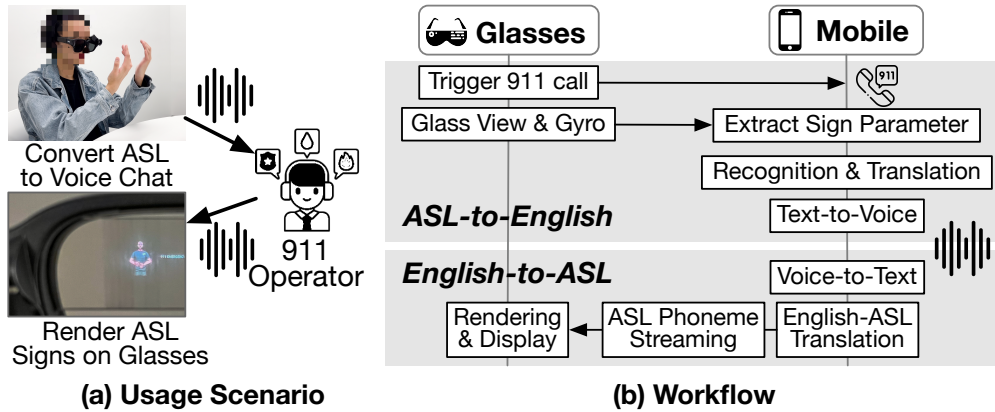 Convert ASL
to Voice Chat
Render ASL
Signs on Glasses
911
Operator
(a) Usage Scenario
Glasses
Mobile
Trigger 911 call
911
Glass View & Gyro
Extract Sign Parameter
Recognition & Translation
ASL-to-English
Text-to-Voice
English-to-ASL
Voice-to-Text
Rendering
& Display
ASL Phoneme
Streaming
English-ASL
Translation
(b) Workflow